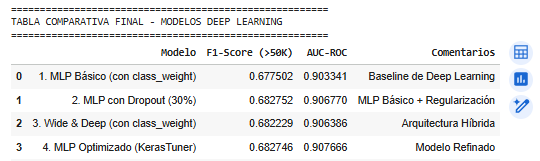 ====================================================
TABLA COMPARATIVA FINAL - MODELOS DEEP LEARNING
====================================================
Modelo F1-Score (>50K) AUC-ROC Comentarios
0 1. MLP Básico (con class_weight) 0.677502 0.903341 Baseline de Deep Learning
1 2. MLP con Dropout (30%) 0.682752 0.906770 MLP Básico + Regularización
2 3. Wide & Deep (con class_weight) 0.682229 0.906386 Arquitectura Híbrida
3 4. MLP Optimizado (KerasTuner) 0.682746 0.907666 Modelo Refinado